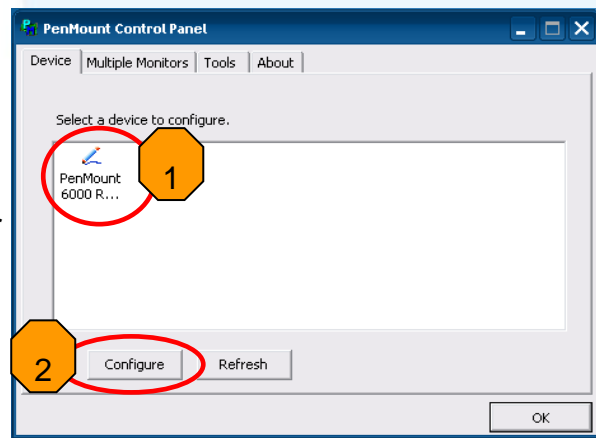 PenMount Control Panel
Device Multiple Monitors Tools About
Select a device to configure.
1
PenMount
6000 R...
2
Configure Refresh
OK